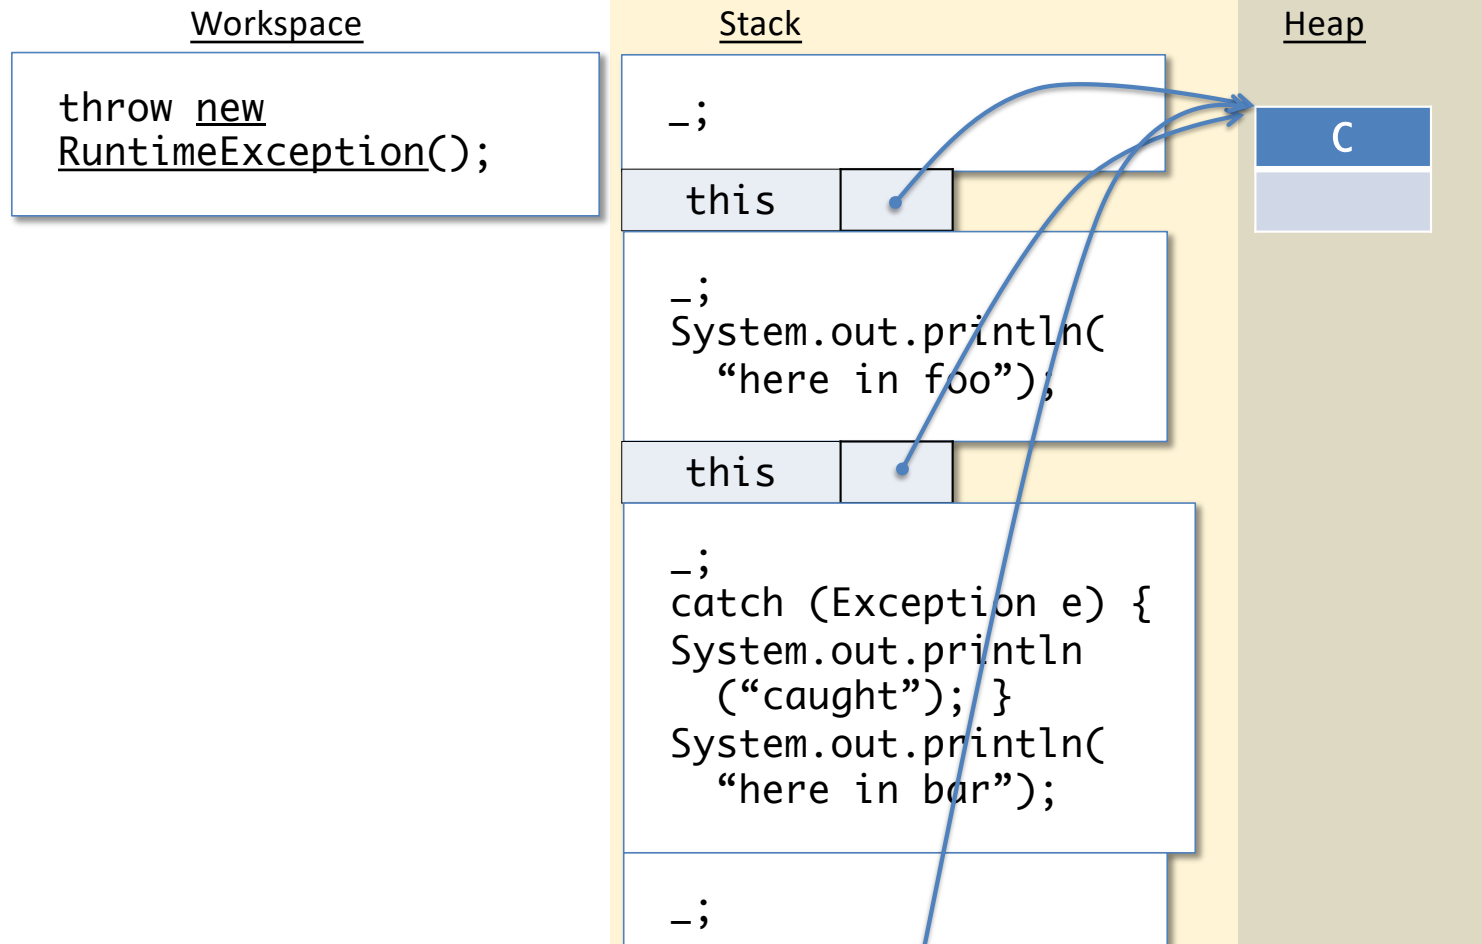 Workspace
Stack
Heap
throw new
RuntimeException();
_;
this
_;
System.out.println(
“here in foo”);
this
_;
catch (Exception e) {
System.out.println
(“caught”); }
System.out.println(
“here in bar”);
_;
C